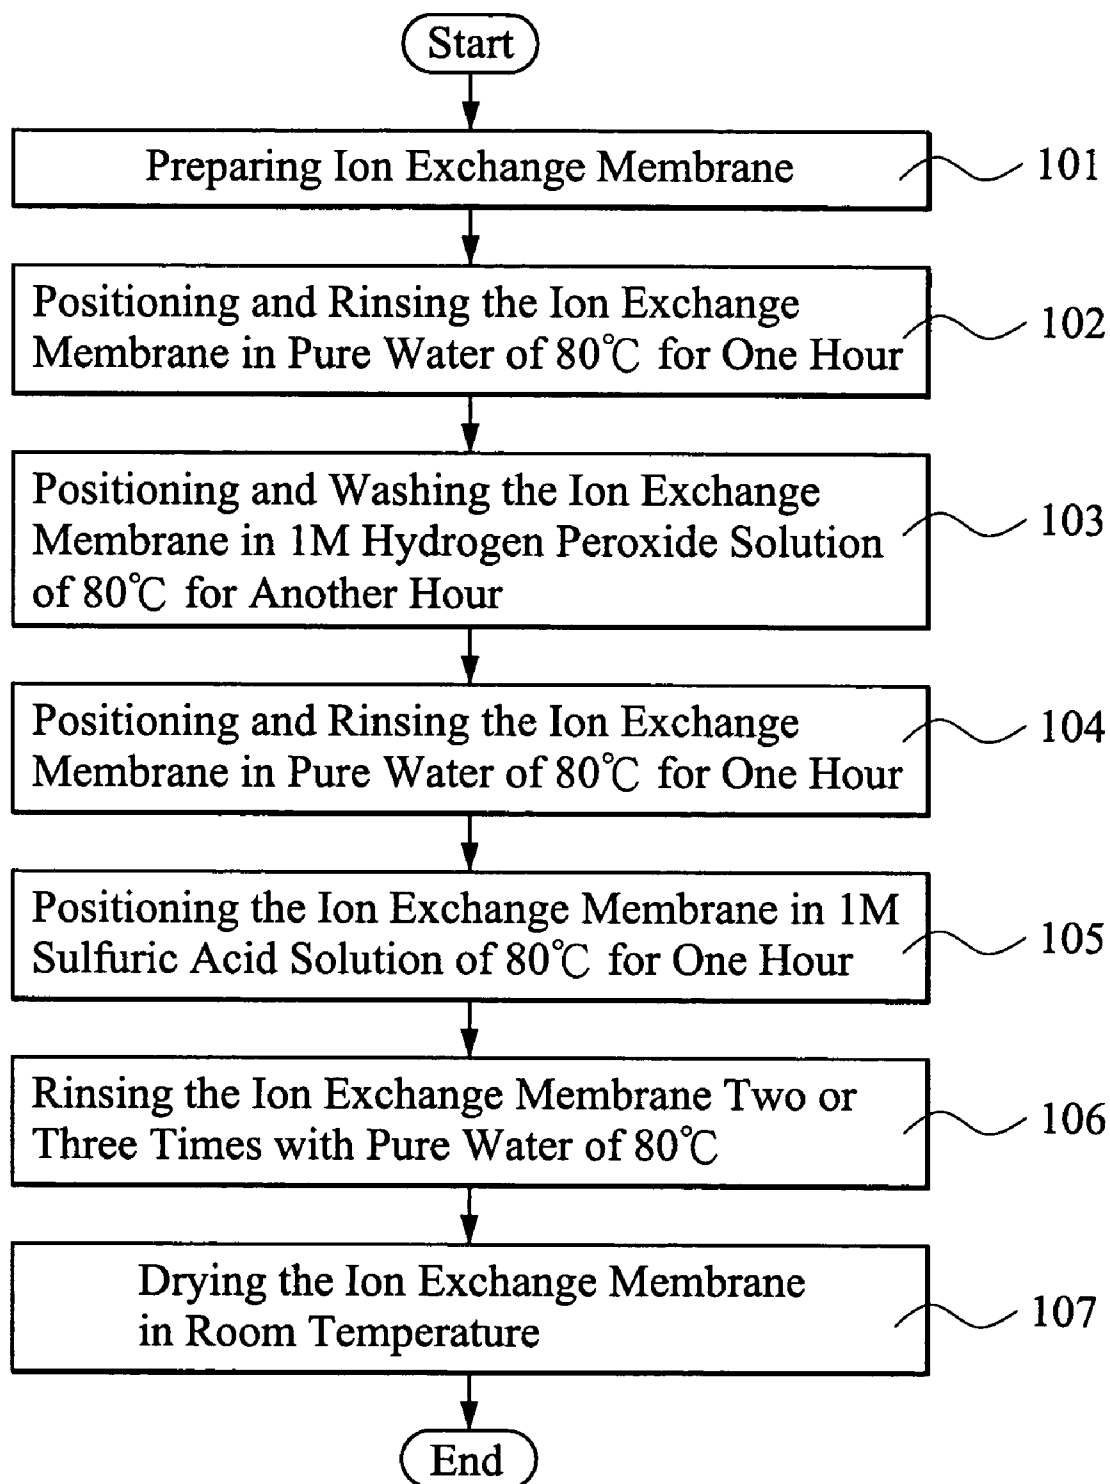 Start
Preparing Ion Exchange Membrane
101
Positioning and Rinsing the Ion Exchange
Membrane in Pure Water of 80℃ for One Hour
102
Positioning and Washing the Ion Exchange
Membrane in 1M Hydrogen Peroxide Solution
of 80℃ for Another Hour
103
Positioning and Rinsing the Ion Exchange
Membrane in Pure Water of 80℃ for One Hour
104
Positioning the Ion Exchange Membrane in 1M
Sulfuric Acid Solution of 80℃ for One Hour
105
Rinsing the Ion Exchange Membrane Two or
Three Times with Pure Water of 80℃
106
Drying the Ion Exchange Membrane
in Room Temperature
107
End